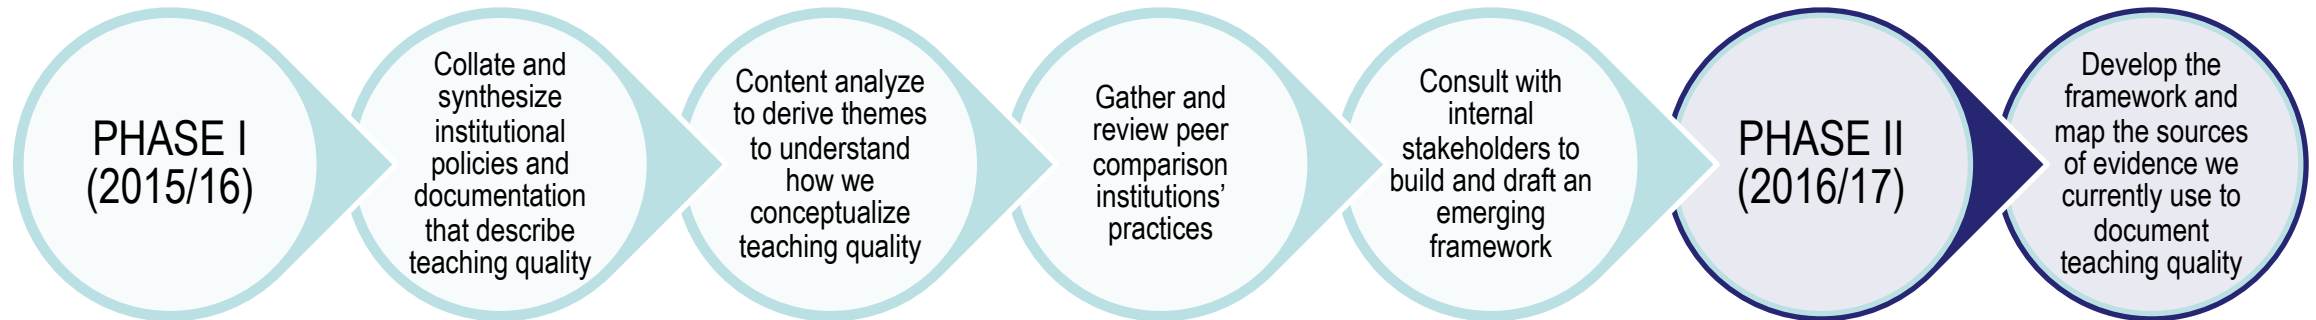 PHASE I
(2015/16)
Collate and
synthesize
institutional
policies and
documentation
that describe
teaching quality
Content analyze
to derive themes
to understand
how we
conceptualize
teaching quality
Gather and
review peer
comparison
institutions’
practices
Consult with
internal
stakeholders to
build and draft an
emerging
framework
PHASE II
(2016/17)
Develop the
framework and
map the sources
of evidence we
currently use to
document
teaching quality